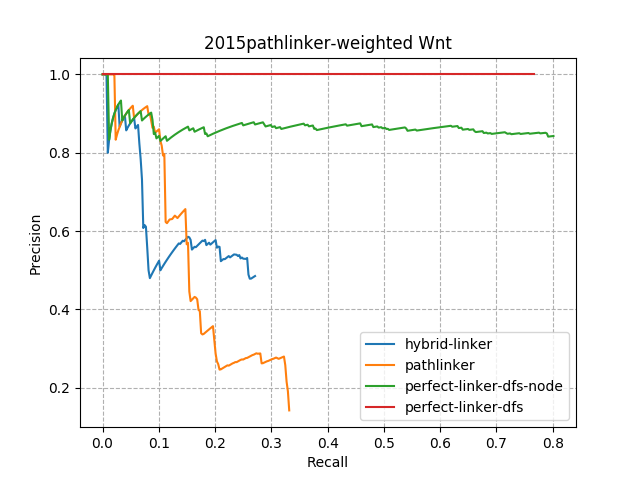 2015pathlinker-weighted Wnt
Precision
1.0
0.8
0.6
0.4
0.2
0.0 0.1 0.2 0.3 0.4 0.5 0.6 0.7 0.8
Recall
hybrid-linker
pathlinker
perfect-linker-dfs-node
perfect-linker-dfs